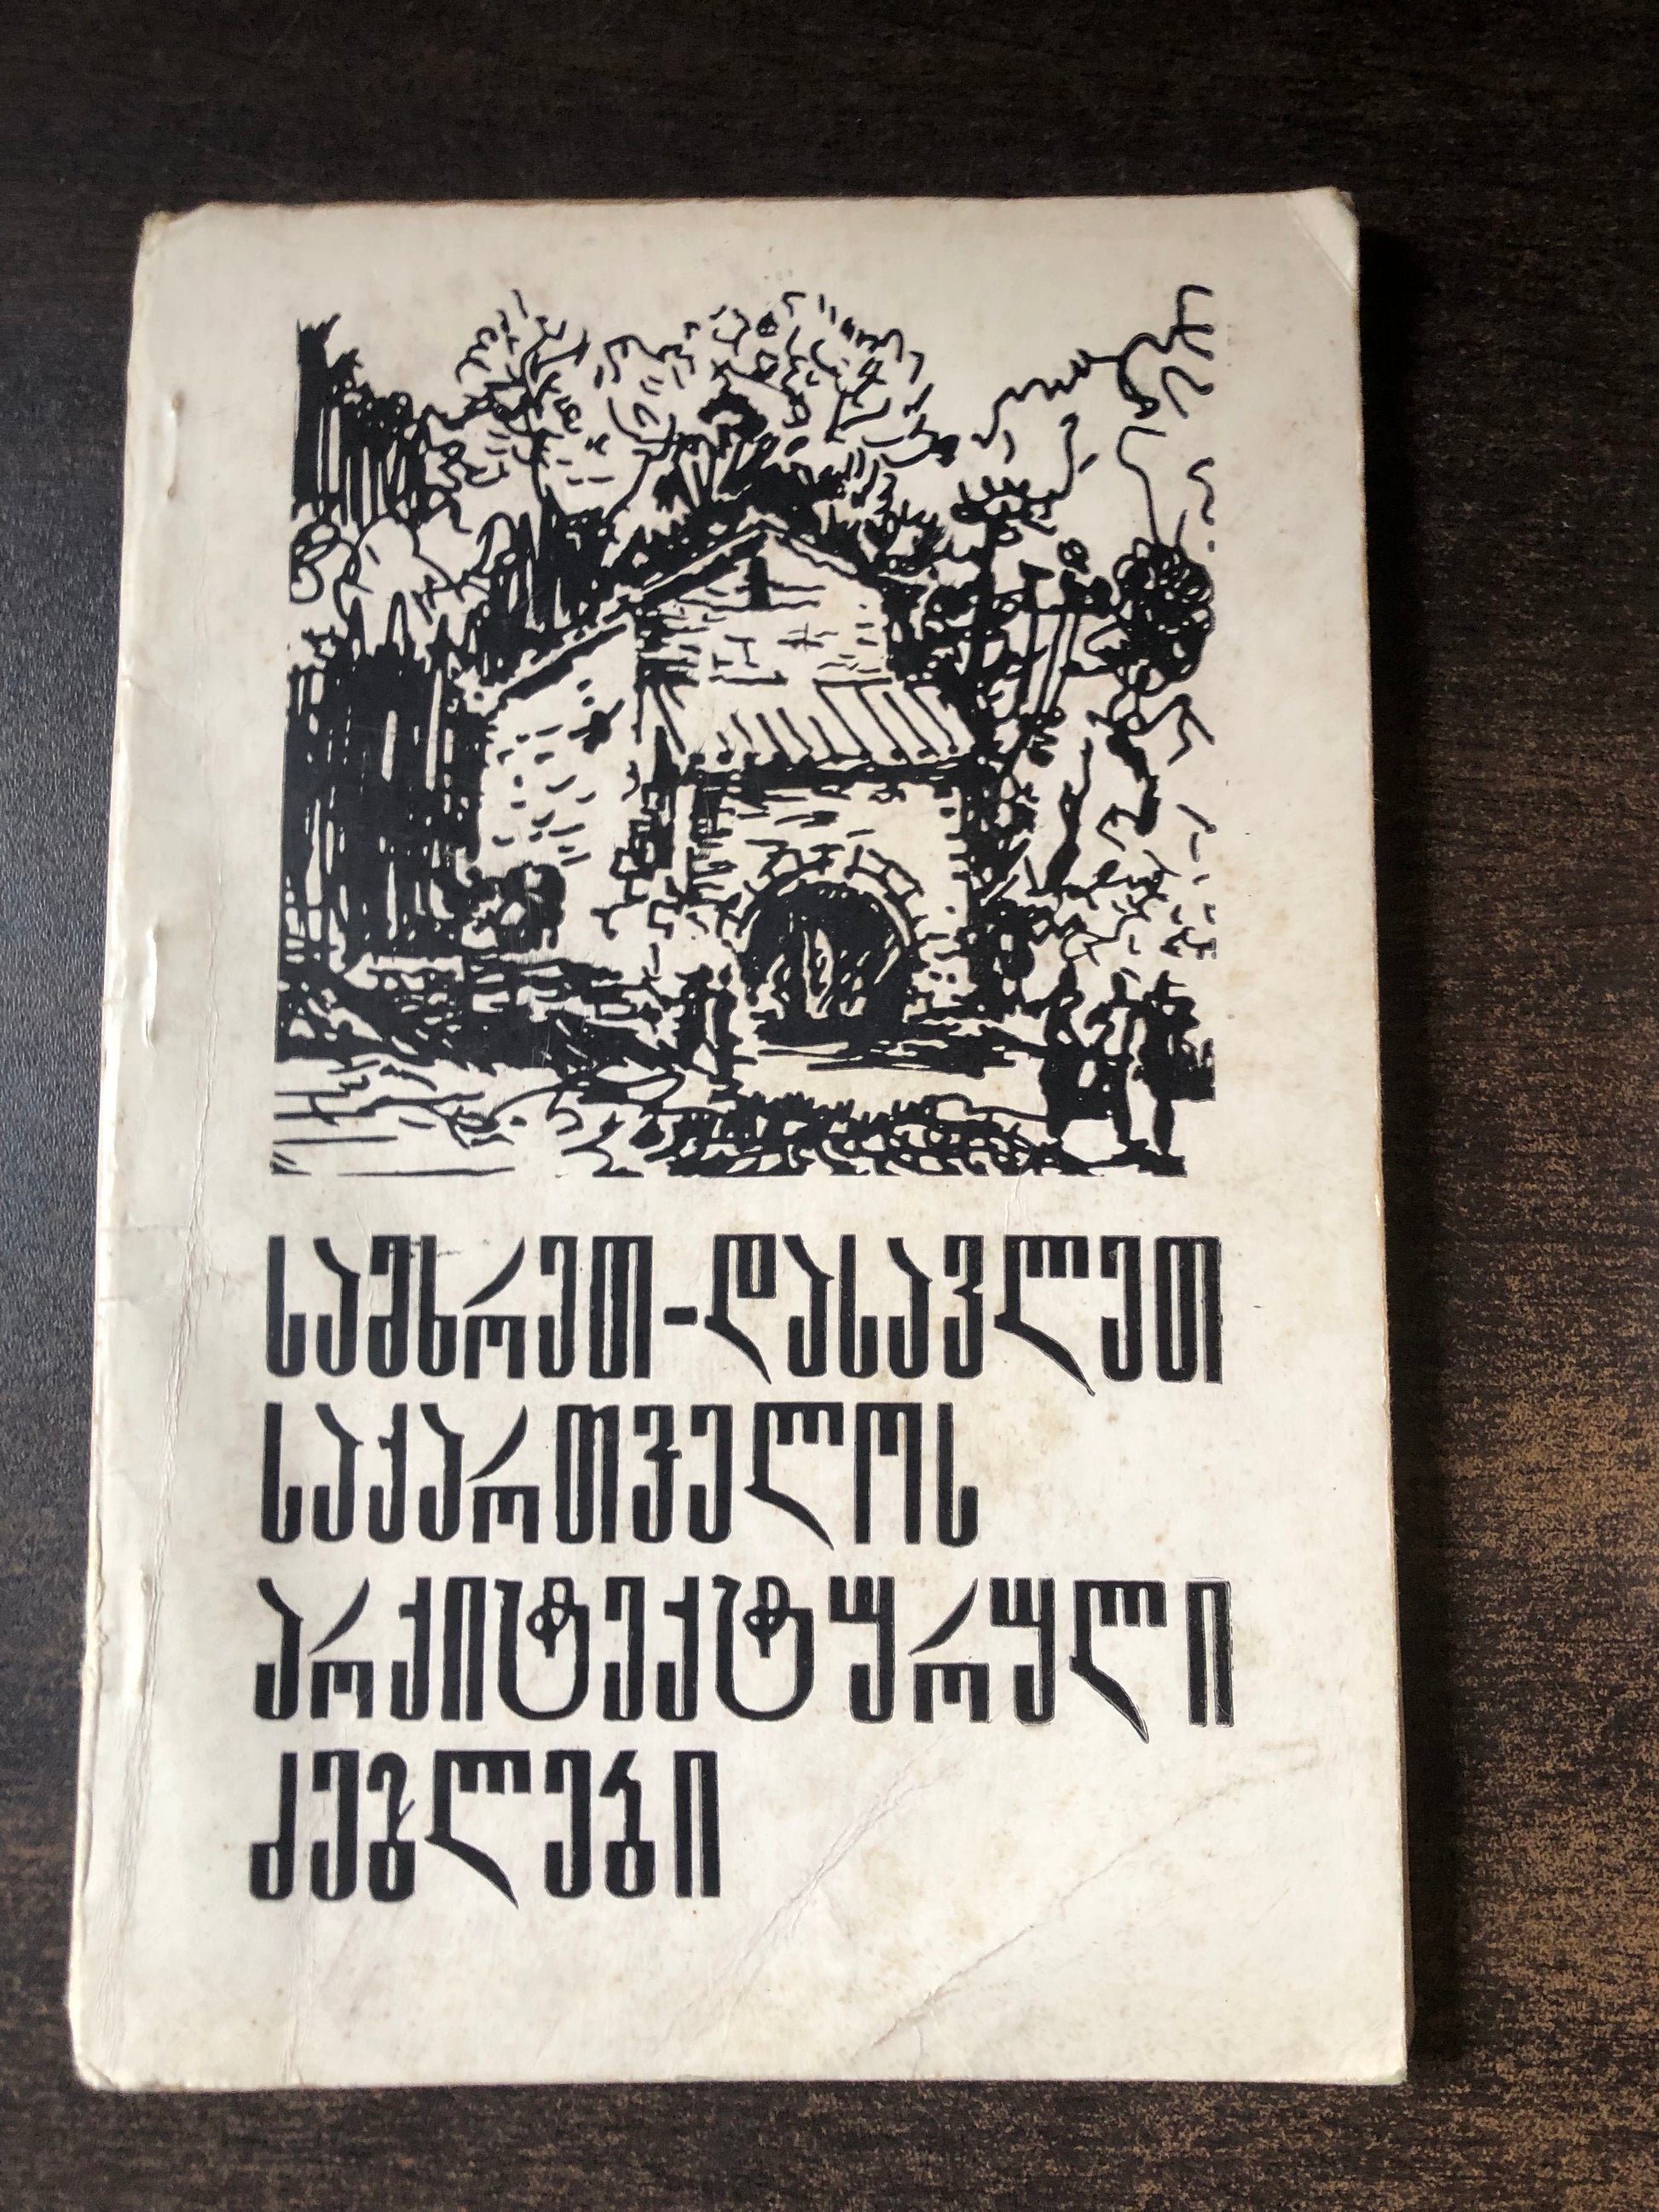 სამხრეთ-დასავლეთ
საქართველოს
არქიტექტურული
ძეგლები